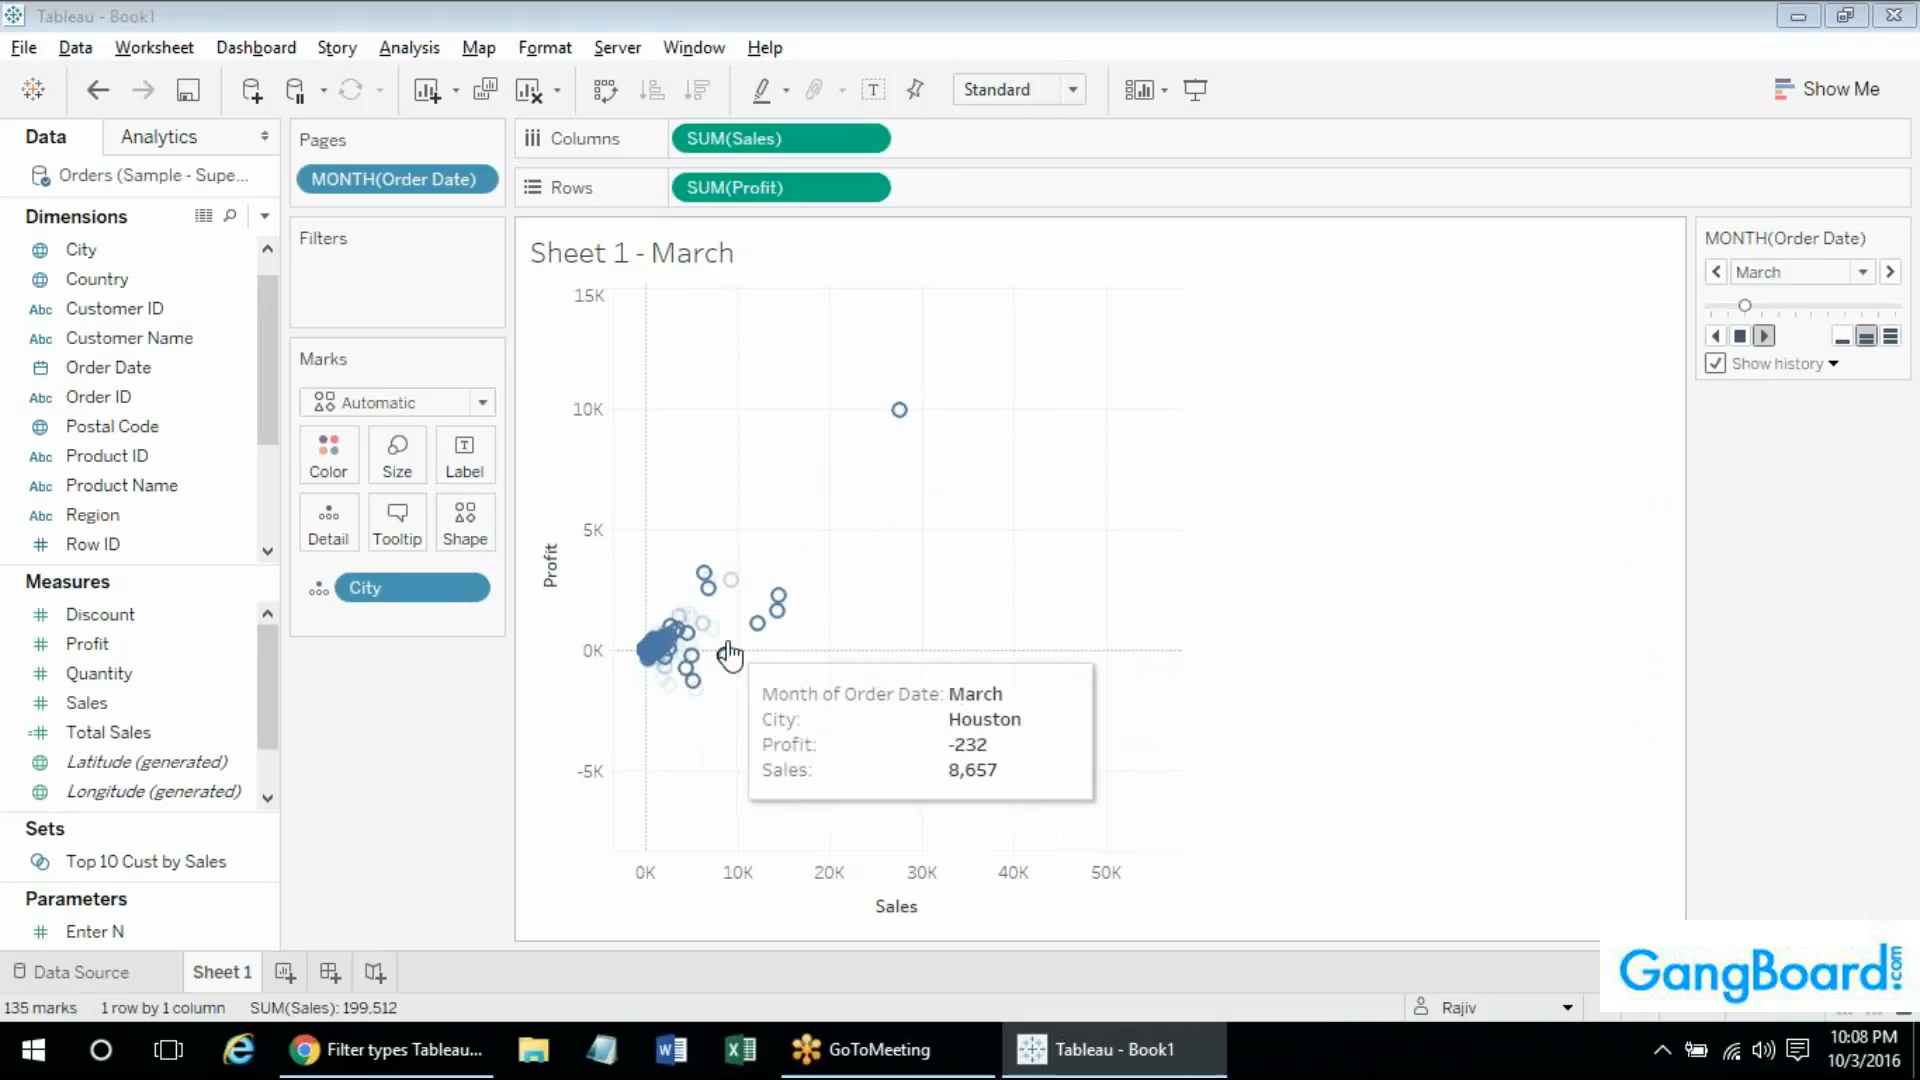 Tableau - Book1
File Data Worksheet Dashboard Story Analysis Map Format Server Window Help
Standard
Show Me
Data
Analytics
Orders (Sample - Supe...
Dimensions
City
Country
Abc Customer ID
Abc Customer Name
Order Date
Abc Order ID
Postal Code
Abc Product ID
Abc Product Name
Abc Region
# Row ID
Measures
# Discount
# Profit
# Quantity
# Sales
=# Total Sales
Latitude (generated)
Longitude (generated)
Sets
Top 10 Cust by Sales
Parameters
# Enter N
Pages
MONTH(Order Date)
Filters
Marks
Automatic
Color Size Label
Detail Tooltip Shape
City
Columns SUM(Sales)
Rows SUM(Profit)
Sheet 1 - March
15K
10K
5K
0K
-5K
Profit
0K 10K 20K 30K 40K 50K
Sales
Month of Order Date: March
City: Houston
Profit: -232
Sales: 8,657
MONTH(Order Date)
March
Show history
GangBoard.com
Data Source
Sheet 1
135 marks 1 row by 1 column SUM(Sales): 199,512
Rajiv
Filter types Tableau...
GoToMeeting
Tableau - Book1
10:08 PM
10/3/2016